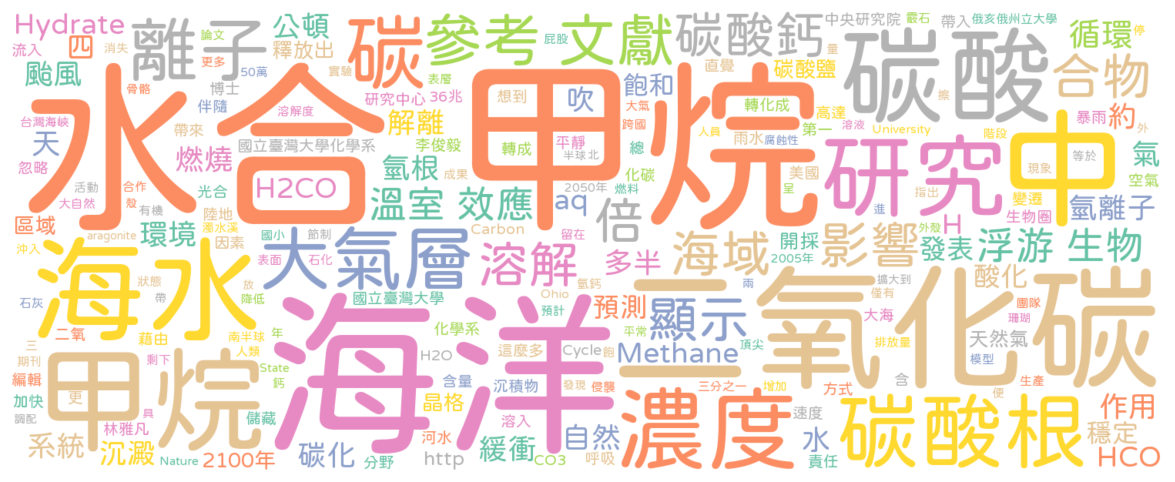 Hydrate
四
離子
碳
參考 文獻
碳酸鈣
中央研究院
霰石
帶入
俄亥俄州立大學
停
流入
消失
公頓
論文
屁股
量
循環
颱風
釋放出
更多
50萬
實驗
表層
直覺
碳酸鹽
碳酸
合物
骨骼
博士
伴隨
溶解度
研究中心
36兆
想到
吹
飽和
大氣
轉化成
高達
擦
台灣海峽
水合 甲烷
帶來
解離
李俊毅
平靜
跨國
人員
雨水
第一
腐蝕性
溶液
University
階段
暴雨
約
外
天
國立臺灣大學化學系
轉成
半球北
總
研究
中
現象
等於
氣
忽略
燃燒
氫根
成果
化碳
美國
空氣
活動
合作
光合
H2CO
2050年
燃料
呈
指出
變遷
大自然
殼
有機
溫室 效應
aq
倍
進
H
生物圈
氫離子
區域
陸地
濁水溪
aragonite
環境
因素
國小
節制
Carbon
留在
影響
外殼
發表
浮游 生物
沖入
大氣層
溶解
多半
海域
開採
2005年
表面
石化
海水
狀態
放
氫鈣
兩
擴大到
酸化
石灰
帶
降低
國立臺灣大學
Ohio
預計
預測
顯示
二氧化碳
大海
僅有
團隊
珊瑚
二氧
藉由
南半球
年
海洋
化學系
平常
排放量
天然氣
模型
三
期刊
人類
H2O
這麼多
Cycle
飽
Methane
頂尖
編輯
甲烷
剩下
State
鈣
含量
沉積物
發現
侵襲
三分之一
增加
方式
含
生產
加快
更
儲藏
晶格
濃度
速度
便
調配
林雅凡
具
溶入
碳酸根
作用
系統
沉澱
Nature
2100年
碳化
河水
分野
http
緩衝
CO3
自然
呼吸
水
責任
穩定
HCO